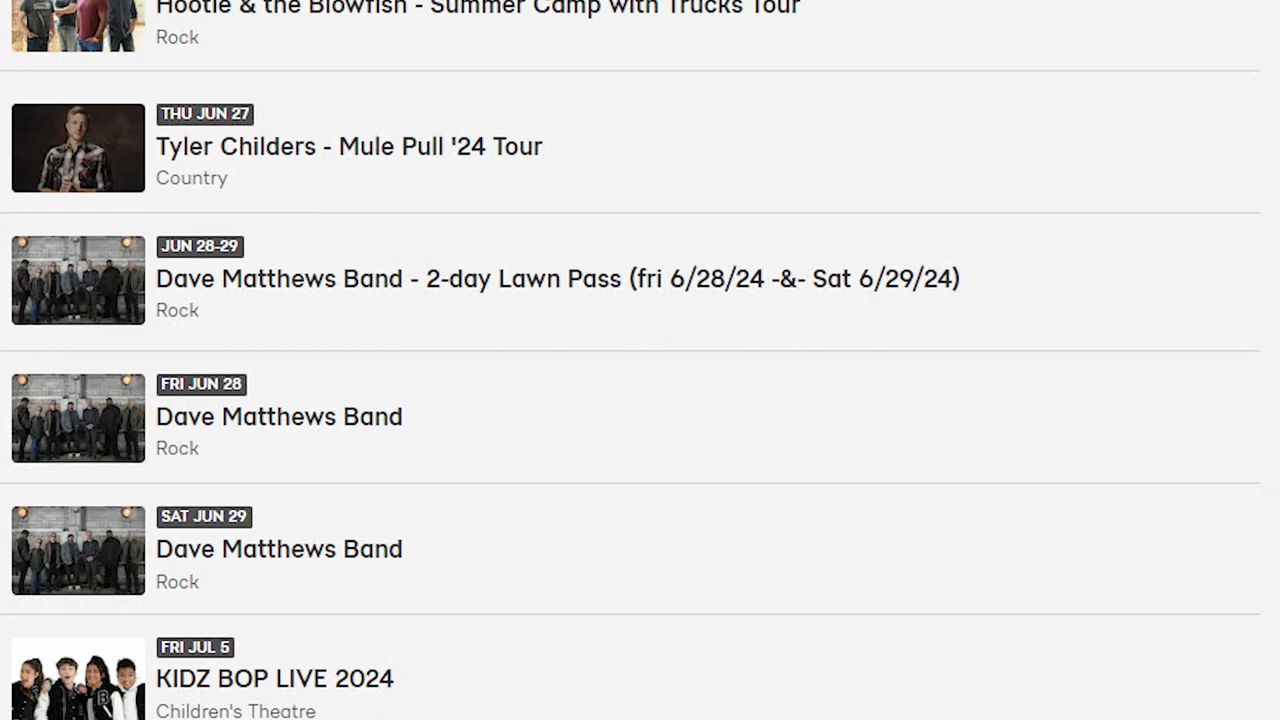 Hootie & the Blowfish - Summer Camp with Trucks Tour
Rock
THU JUN 27
Tyler Childers - Mule Pull '24 Tour
Country
JUN 28-29
Dave Matthews Band - 2-day Lawn Pass (fri 6/28/24 -&- Sat 6/29/24)
Rock
FRI JUN 28
Dave Matthews Band
Rock
SAT JUN 29
Dave Matthews Band
Rock
FRI JUL 5
KIDZ BOP LIVE 2024
Children's Theatre